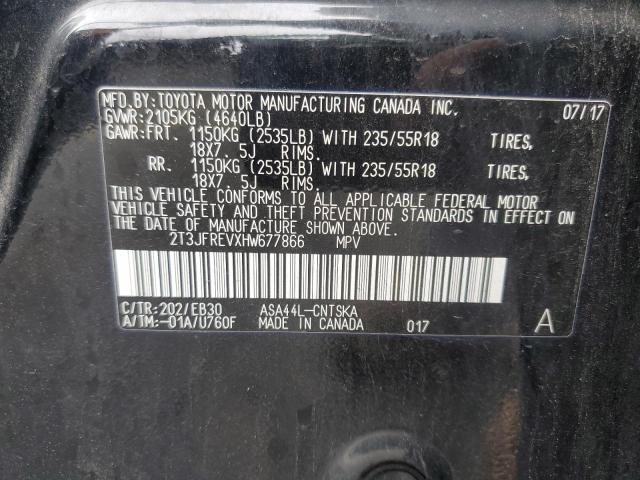 MFD.BY:TOYOTA MOTOR MANUFACTURING CANADA INC. 07/17
GVWR:2105KG (4640LB)
GAWR:FRT. 1150KG (2535LB) WITH 235/55R18 TIRES,
18X7. 5J RIMS.
RR. 1150KG (2535LB) WITH 235/55R18 TIRES,
18X7. 5J RIMS.
THIS VEHICLE CONFORMS TO ALL APPLICABLE FEDERAL MOTOR
VEHICLE SAFETY AND THEFT PREVENTION STANDARDS IN EFFECT ON
THE DATE OF MANUFACTURE SHOWN ABOVE.
2T3JFREVXHW677866 MPV
C/TR:202/EB30 ASA44L-CNTSKA
A/TM:-01A/U760F MADE IN CANADA 017 A